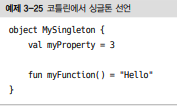 예제 3-25 코틀린에서 싱글톤 선언
object MySingleton {
    val myProperty = 3

    fun myFunction() = "Hello"
}